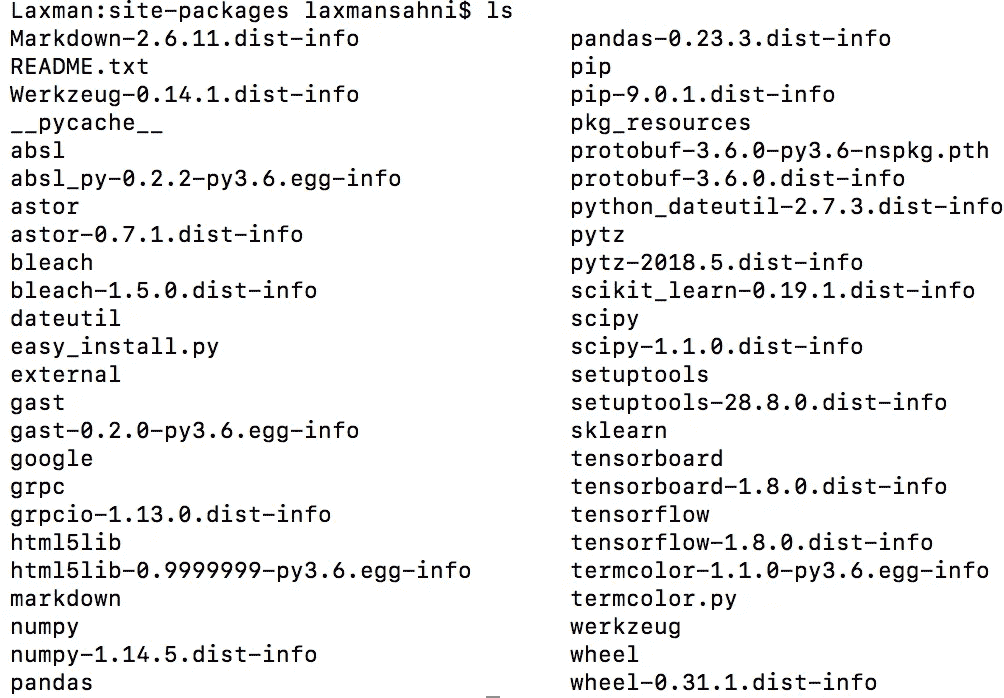 Laxman:site-packages laxmansahni$ ls
Markdown-2.6.11.dist-info pandas-0.23.3.dist-info
README.txt pip
Werkzeug-0.14.1.dist-info pip-9.0.1.dist-info
__pycache__ pkg_resources
absl protobuf-3.6.0-py3.6-nspkg.pth
absl_py-0.2.2-py3.6.egg-info protobuf-3.6.0.dist-info
astor python_dateutil-2.7.3.dist-info
astor-0.7.1.dist-info pytz
bleach pytz-2018.5.dist-info
bleach-1.5.0.dist-info scikit_learn-0.19.1.dist-info
dateutil scipy
easy_install.py scipy-1.1.0.dist-info
external setuptools
gast setuptools-28.8.0.dist-info
gast-0.2.0-py3.6.egg-info sklearn
google tensorboard
grpc tensorboard-1.8.0.dist-info
grpcio-1.13.0.dist-info tensorflow
html5lib tensorflow-1.8.0.dist-info
html5lib-0.9999999-py3.6.egg-info termcolor-1.1.0-py3.6.egg-info
markdown termcolor.py
numpy werkzeug
numpy-1.14.5.dist-info wheel
pandas wheel-0.31.1.dist-info